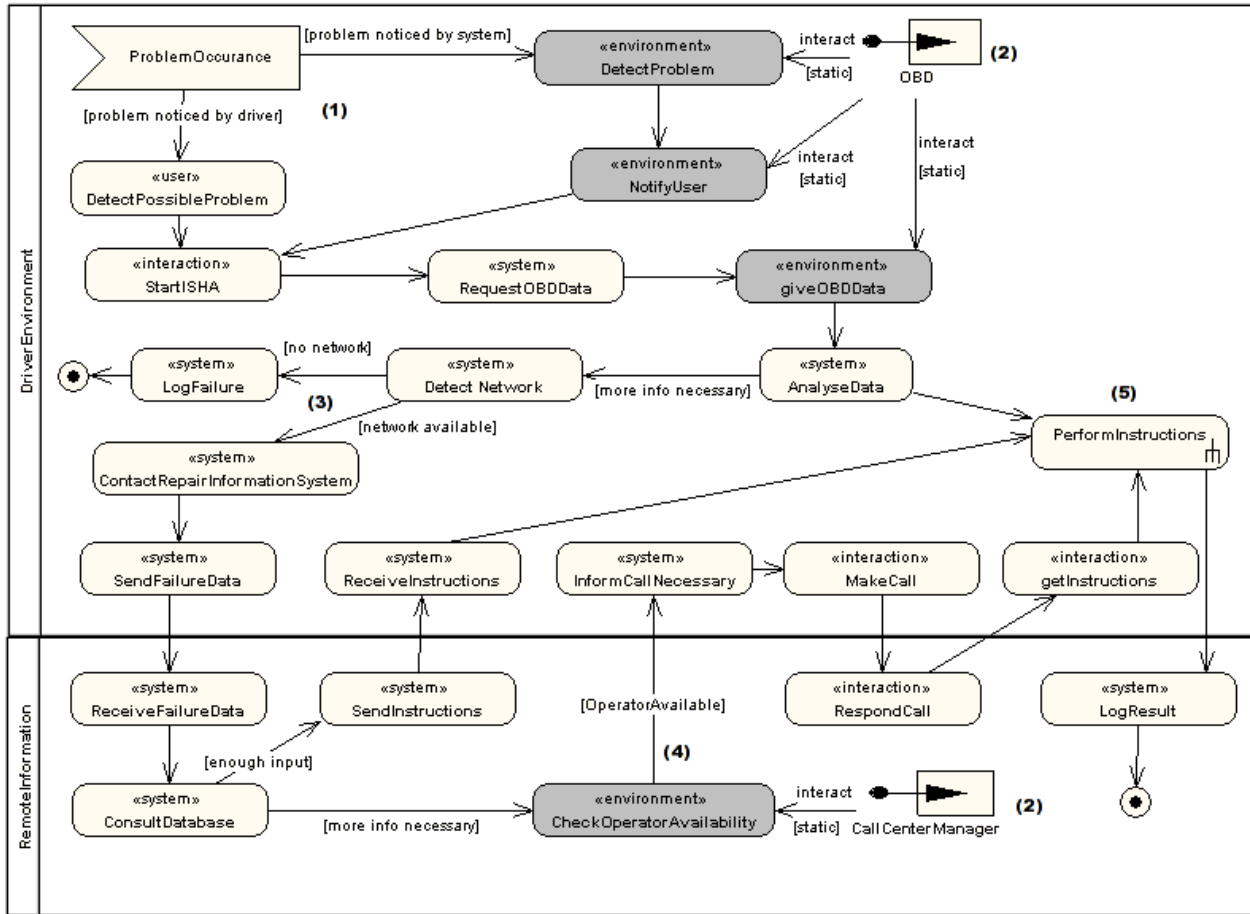 ProblemOccurance
[problem noticed by system]
«environment»
DetectProblem
interact
[static]
(2)
OBD
(1)
[problem noticed by driver]
«user»
DetectPossibleProblem
«environment»
NotifyUser
interact
[static]
interact
[static]
«interaction»
StartISHA
«system»
RequestOBDData
«environment»
giveOBDData
DriverEnvironment
«system»
LogFailure
[no network]
«system»
Detect Network
[more info necessary]
«system»
AnalyseData
(3)
[network available]
(5)
PerformInstructions
«system»
ContactRepairInformationSystem
«system»
SendFailureData
«system»
ReceiveInstructions
«system»
InformCallNecessary
«interaction»
MakeCall
«interaction»
getInstructions
RemoteInformation
«system»
ReceiveFailureData
«system»
SendInstructions
[OperatorAvailable]
«interaction»
RespondCall
«system»
LogResult
[enough input]
(4)
«system»
ConsultDatabase
[more info necessary]
«environment»
CheckOperatorAvailability
interact
[static]
(2)
CallCenterManager